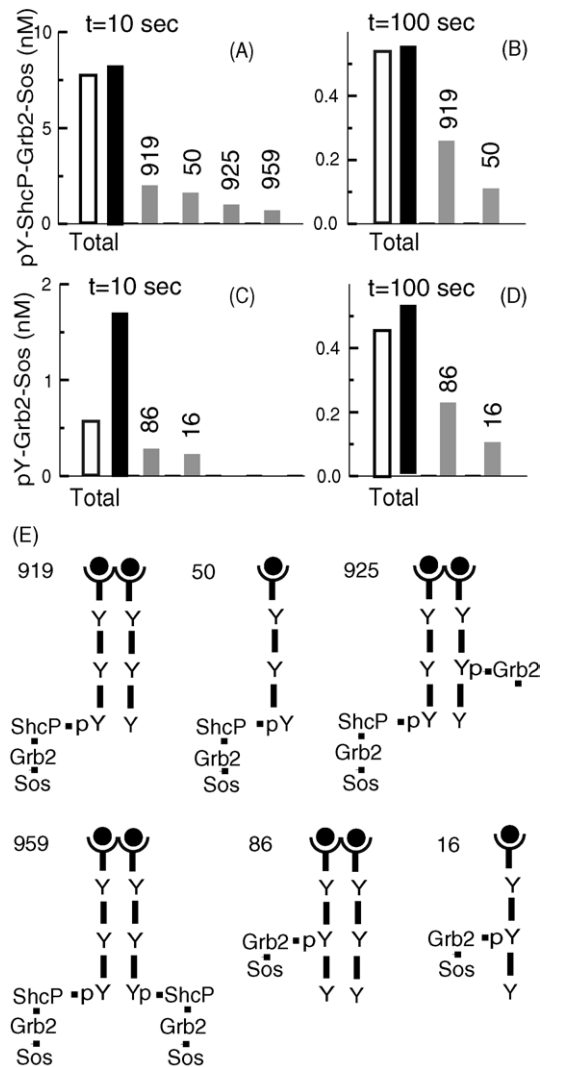 t=10 sec
(A)
pY-ShcP-Grb2-Sos (nM)
10
5
0
919
50
925
959
Total
t=100 sec
(B)
0.4
0.2
0.0
919
50
Total
t=10 sec
(C)
pY-Grb2-Sos (nM)
2
1
0
86
16
Total
t=100 sec
(D)
0.4
0.2
0.0
86
16
Total
(E)
919
Y Y
Y Y
ShcP pY Y
Grb2
Sos
50
Y
Y
ShcP pY
Grb2
Sos
925
Y Y
Y Yp Grb2
ShcP pY Y
Grb2
Sos
959
Y Y
Y Y
ShcP pY Yp ShcP
Grb2 Grb2
Sos Sos
86
Y Y
Grb2 pY Y
Sos
Y Y
16
Y
Grb2 pY
Sos
Y